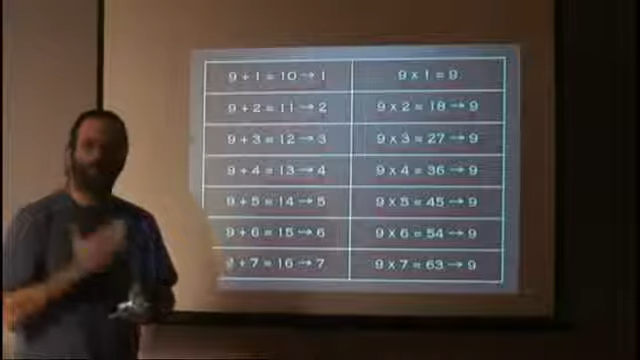 9 + 1 = 10 → 1 9 x 1 = 9
9 + 2 = 11 → 2 9 x 2 = 18 → 9
9 + 3 = 12 → 3 9 x 3 = 27 → 9
9 + 4 = 13 → 4 9 x 4 = 36 → 9
9 + 5 = 14 → 5 9 x 5 = 45 → 9
9 + 6 = 15 → 6 9 x 6 = 54 → 9
+ 7 = 16 → 7 9 x 7 = 63 → 9